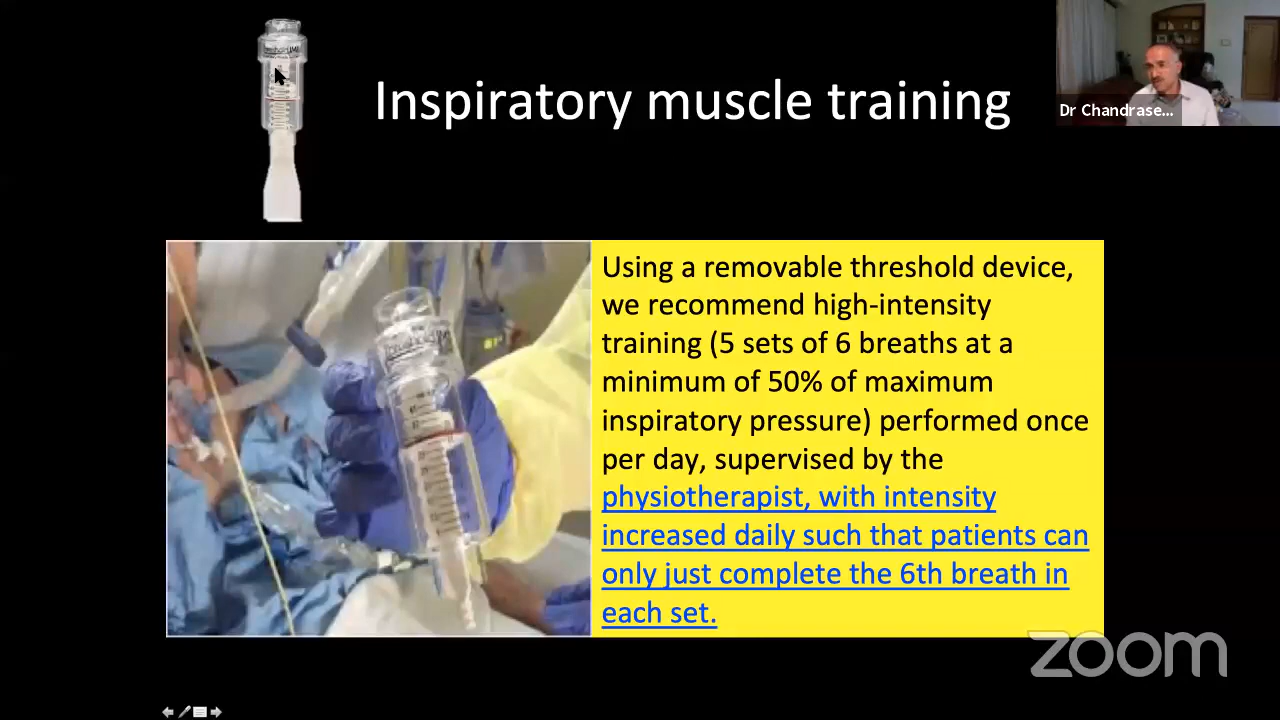 Inspiratory muscle training
Dr Chandrase...
Using a removable threshold device,
we recommend high-intensity
training (5 sets of 6 breaths at a
minimum of 50% of maximum
inspiratory pressure) performed once
per day, supervised by the
physiotherapist, with intensity
increased daily such that patients can
only just complete the 6th breath in
each set.
zoom